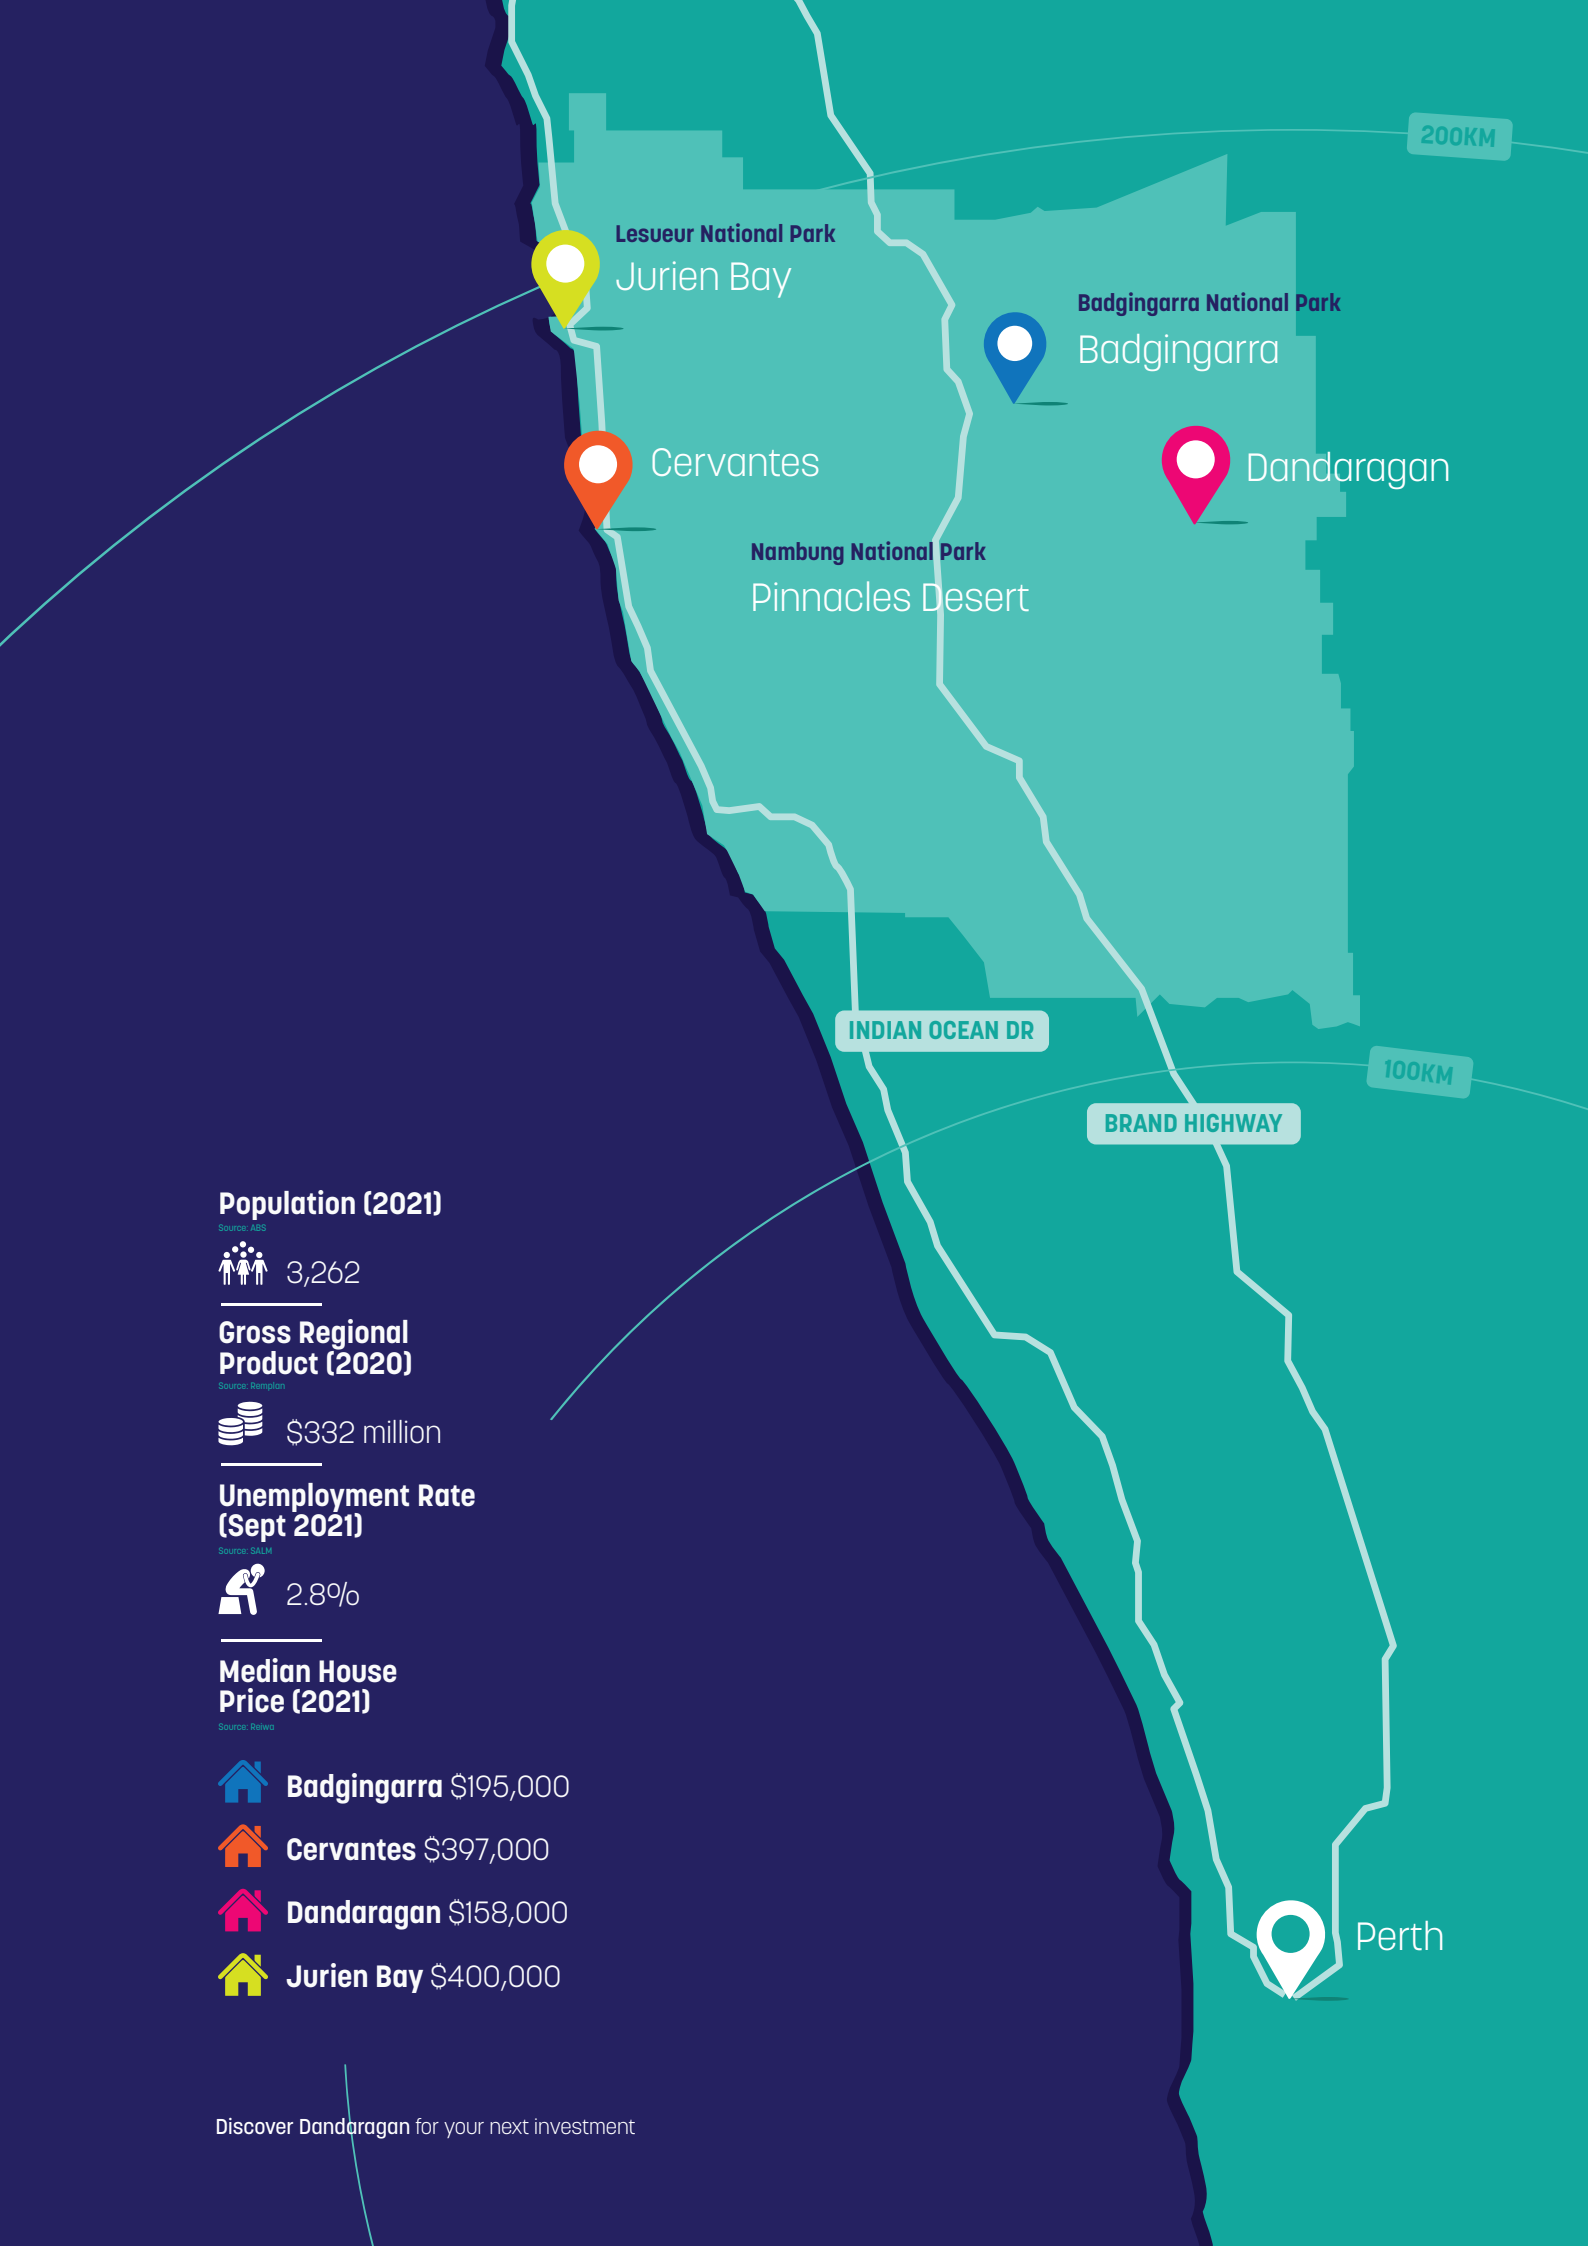 200KM
Lesueur National Park
Jurien Bay
Badgingarra National Park
Badgingarra
Cervantes
Dandaragan
Nambung National Park
Pinnacles Desert
INDIAN OCEAN DR
100KM
BRAND HIGHWAY
Population (2021)
Source: ABS
3,262
Gross Regional
Product (2020)
Source: Remplan
$332 million
Unemployment Rate
(Sept 2021)
Source: SALM
2.8%
Median House
Price (2021)
Source: Reiwa
Badgingarra $195,000
Cervantes $397,000
Dandaragan $158,000
Jurien Bay $400,000
Perth
Discover Dandaragan for your next investment